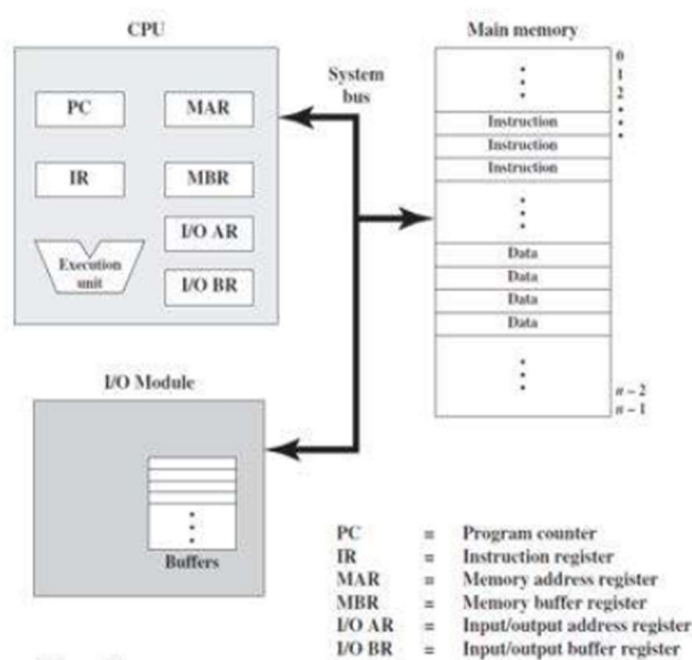 CPU
PC
MAR
IR
MBR
I/O AR
Execution
unit
I/O BR
System
bus
Main memory
0
1
2
Instruction
Instruction
Instruction
Data
Data
Data
Data
n – 2
n – 1
I/O Module
Buffers
PC = Program counter
IR = Instruction register
MAR = Memory address register
MBR = Memory buffer register
I/O AR = Input/output address register
I/O BR = Input/output buffer register